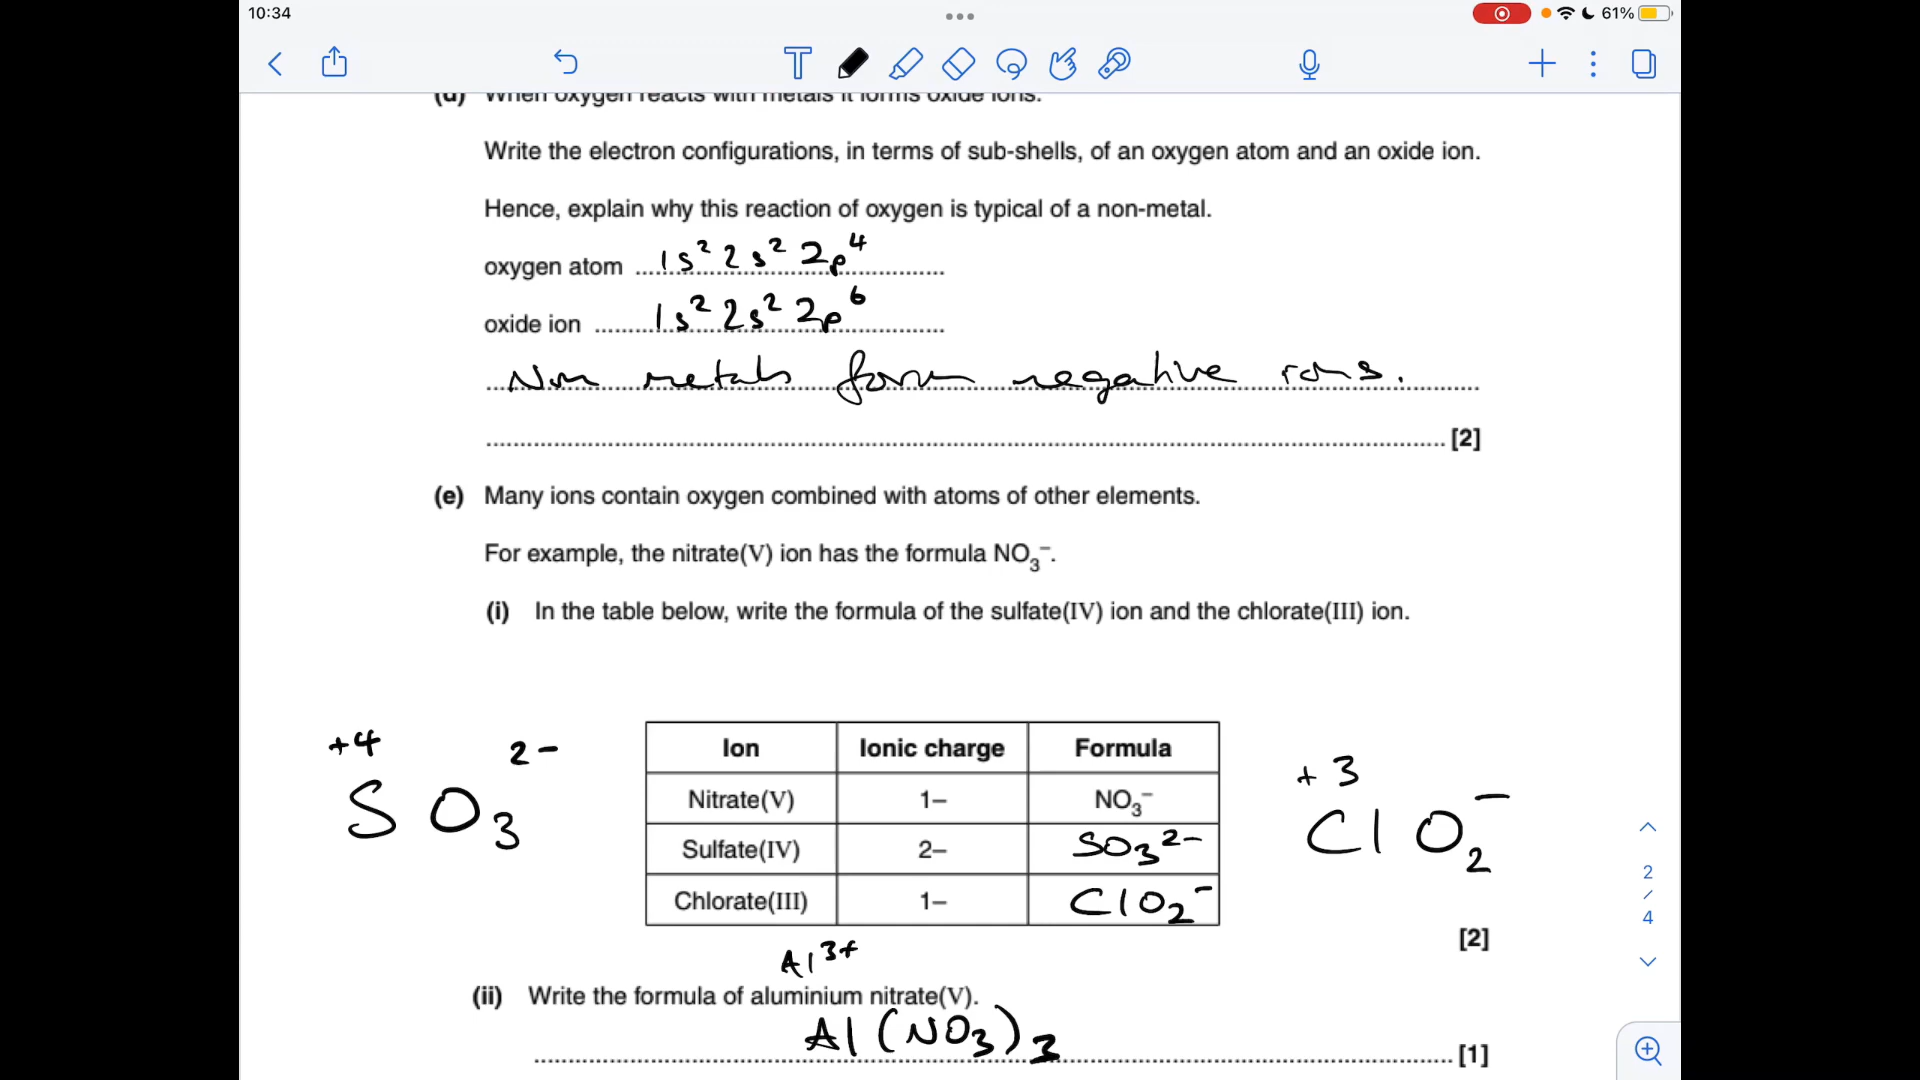 10:34
61%
(d) When oxygen reacts with metals it forms oxide ions.
Write the electron configurations, in terms of sub-shells, of an oxygen atom and an oxide ion.
Hence, explain why this reaction of oxygen is typical of a non-metal.
oxygen atom 1s² 2s² 2p⁴
oxide ion 1s² 2s² 2p⁶
Non metals form negative ions.
[2]
(e) Many ions contain oxygen combined with atoms of other elements.
For example, the nitrate(V) ion has the formula NO₃⁻.
(i) In the table below, write the formula of the sulfate(IV) ion and the chlorate(III) ion.
+4
SO₃²⁻
Ion Ionic charge Formula
Nitrate(V) 1– NO₃⁻
Sulfate(IV) 2– SO₃²⁻
Chlorate(III) 1– ClO₂⁻
+3
ClO₂⁻
2
/
4
[2]
Al³⁺
(ii) Write the formula of aluminium nitrate(V).
Al(NO₃)₃
[1]